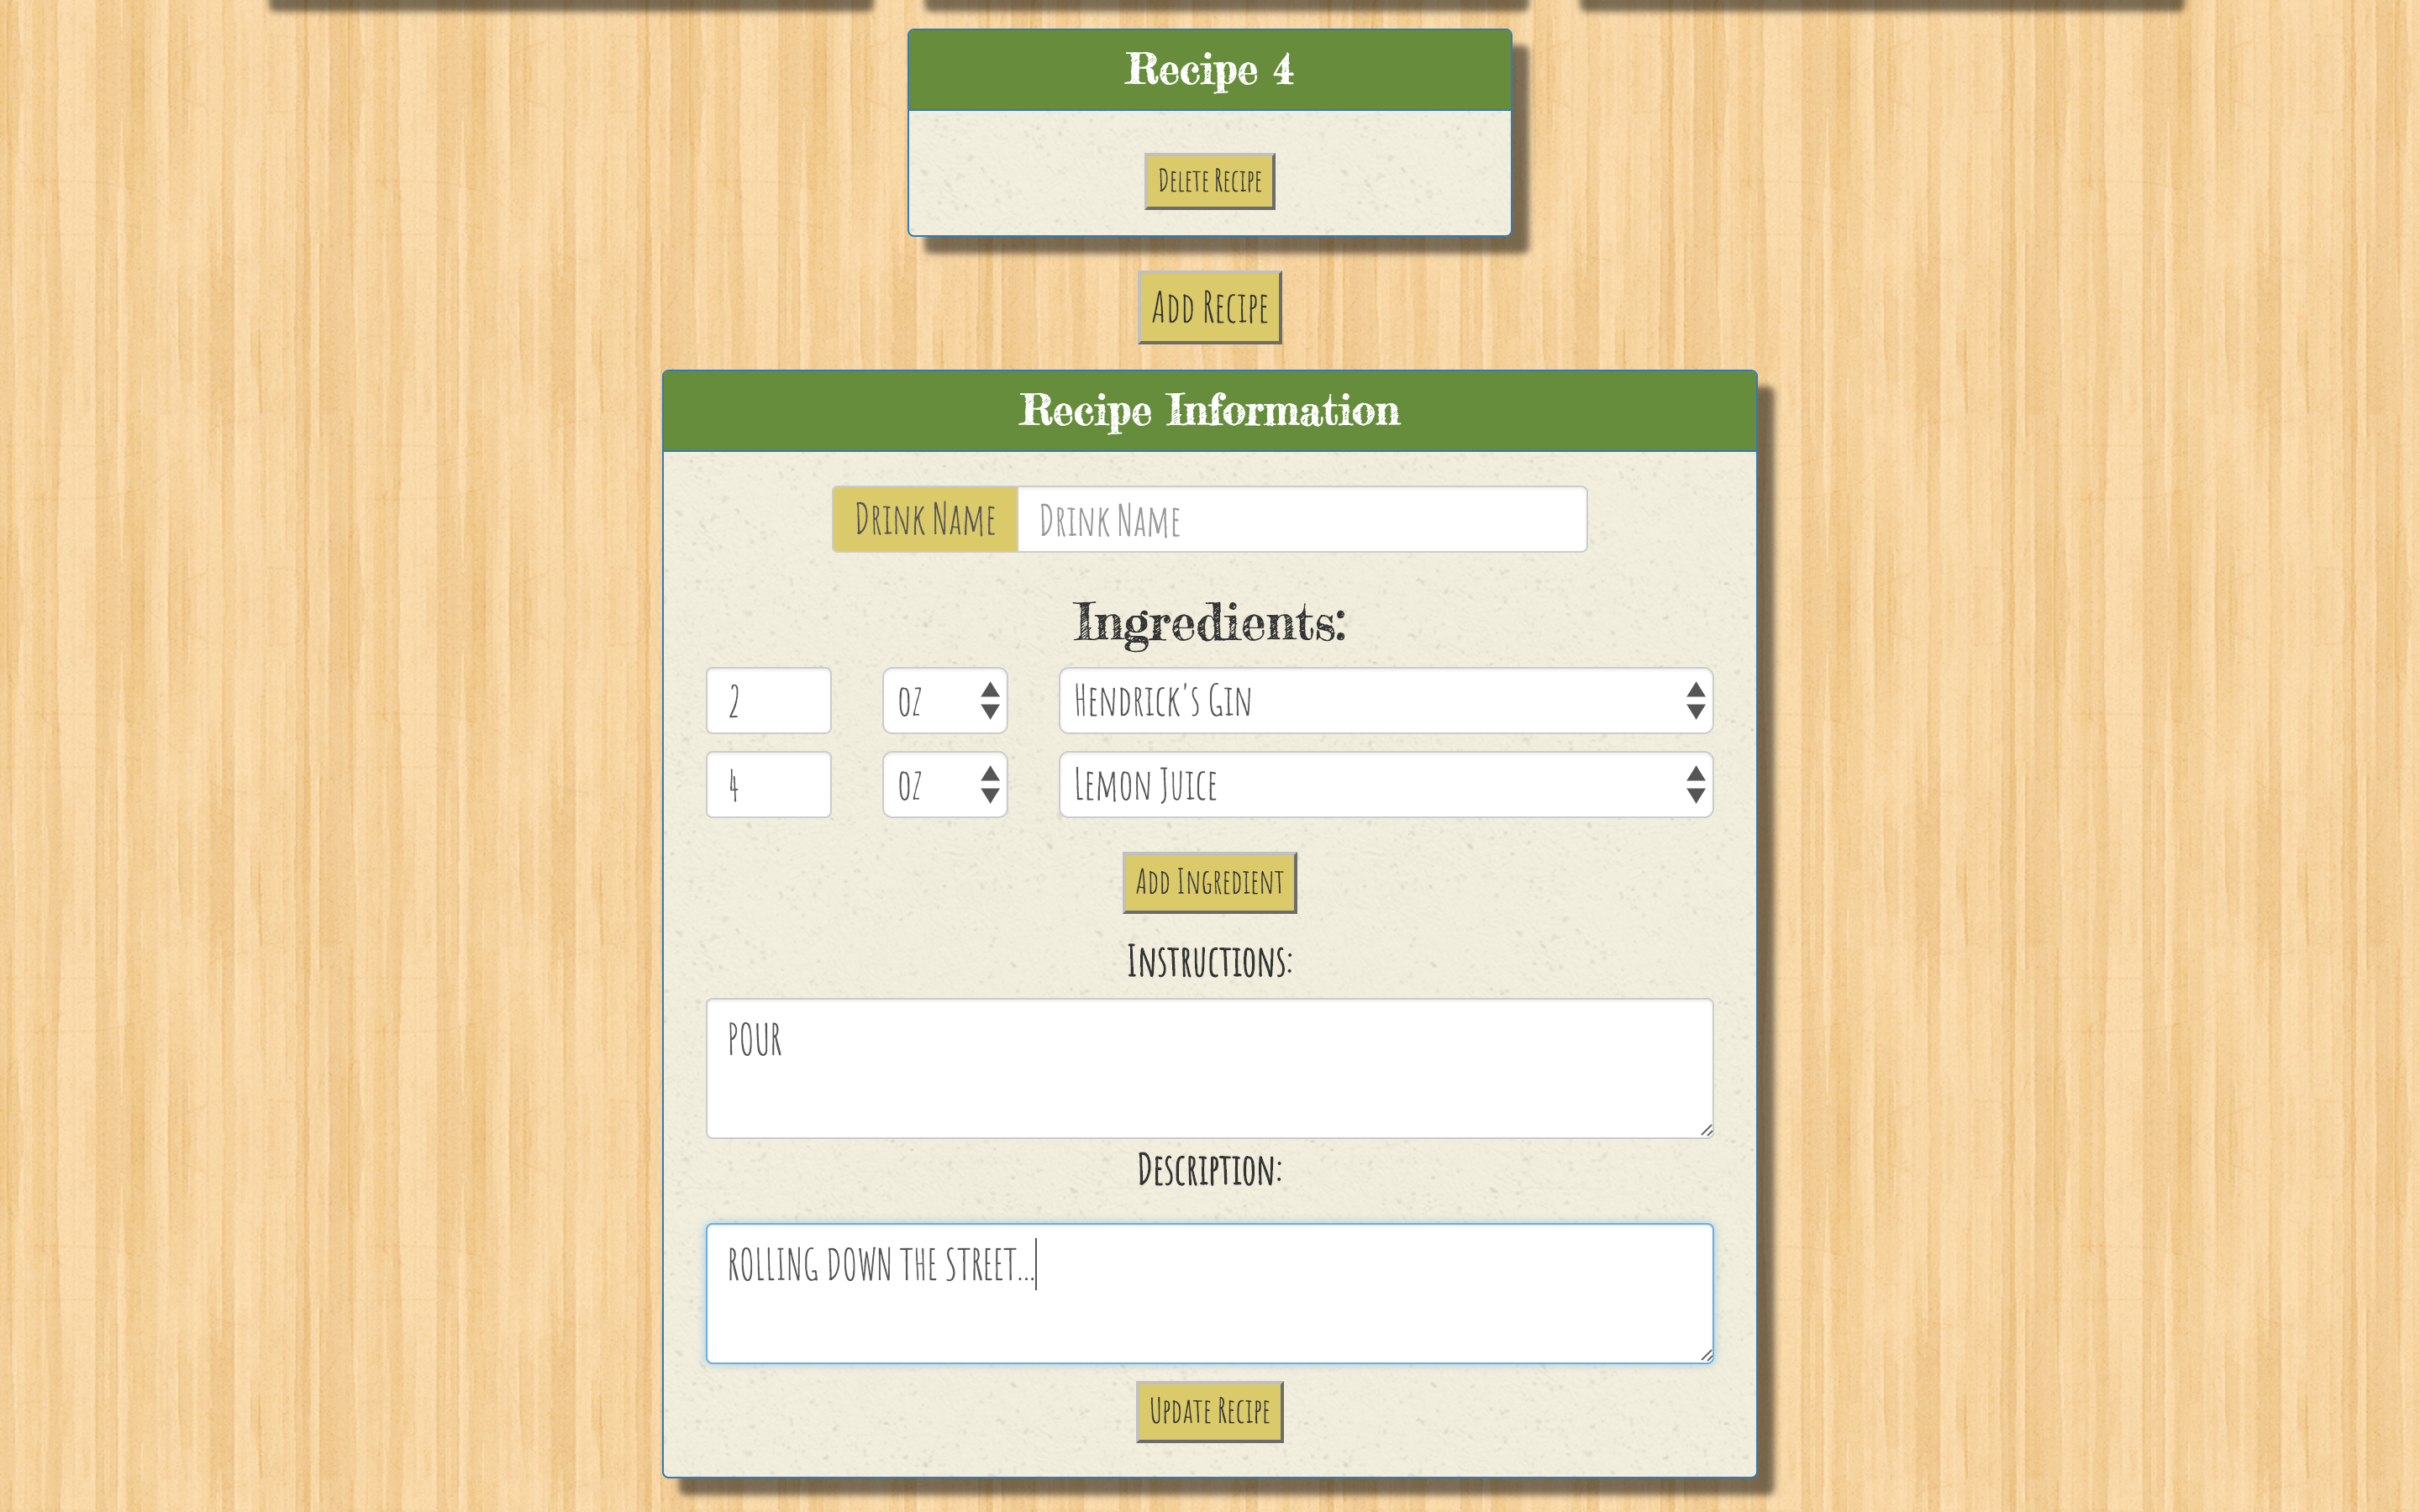 Recipe 4
Delete Recipe
Add Recipe
Recipe Information
Drink Name Drink Name
Ingredients:
2 oz Hendrick's Gin
4 oz Lemon Juice
Add Ingredient
Instructions:
POUR
Description:
ROLLING DOWN THE STREET...
Update Recipe